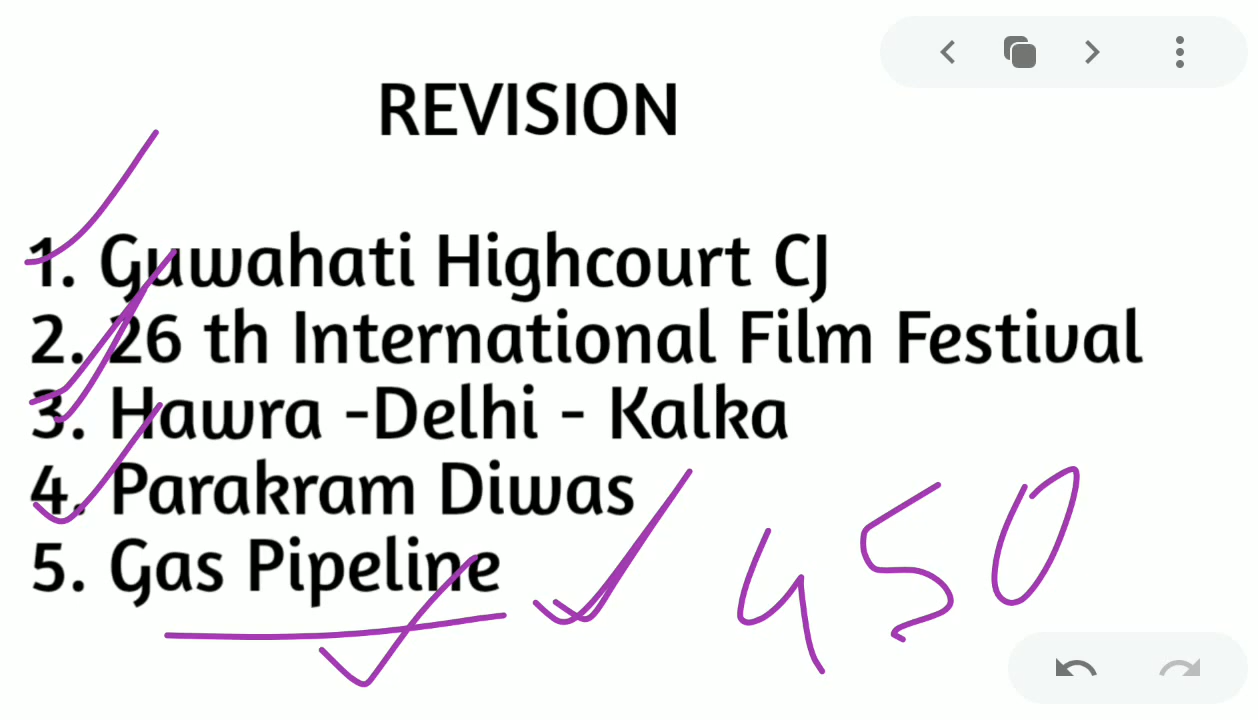 REVISION
1. Guwahati Highcourt CJ
2. 26 th International Film Festival
3. Hawra -Delhi - Kalka
4. Parakram Diwas
5. Gas Pipeline
450